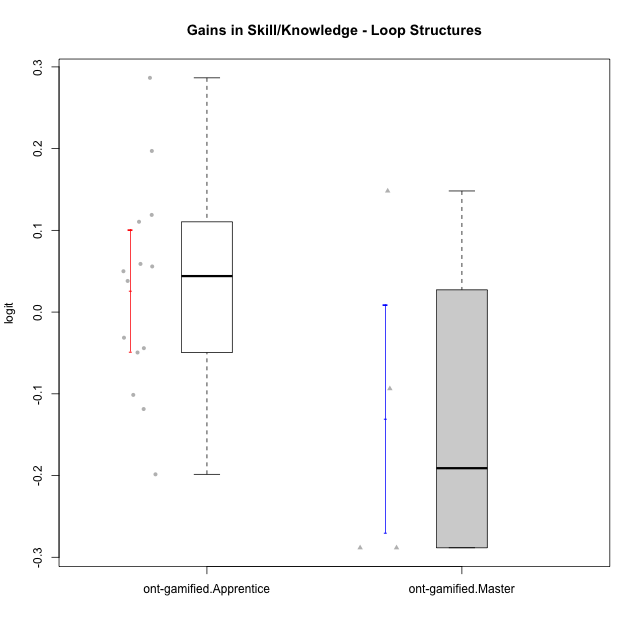 Gains in Skill/Knowledge - Loop Structures
logit
0.3
0.2
0.1
0.0
-0.1
-0.2
-0.3
ont-gamified.Apprentice
ont-gamified.Master